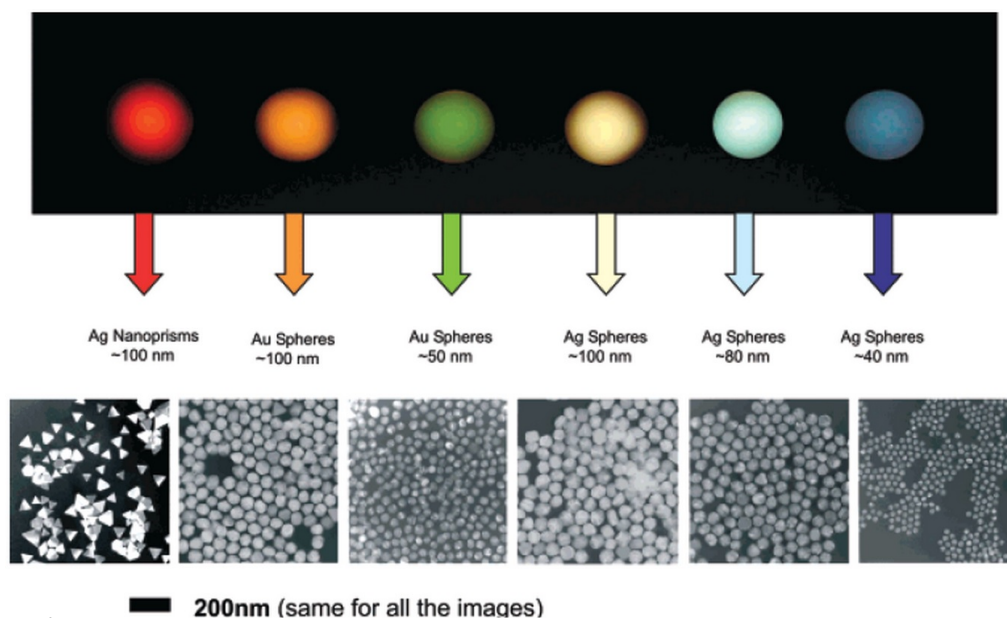 Ag Nanoprisms
~100 nm
Au Spheres
~100 nm
Au Spheres
~50 nm
Ag Spheres
~100 nm
Ag Spheres
~80 nm
Ag Spheres
~40 nm
200nm (same for all the images)